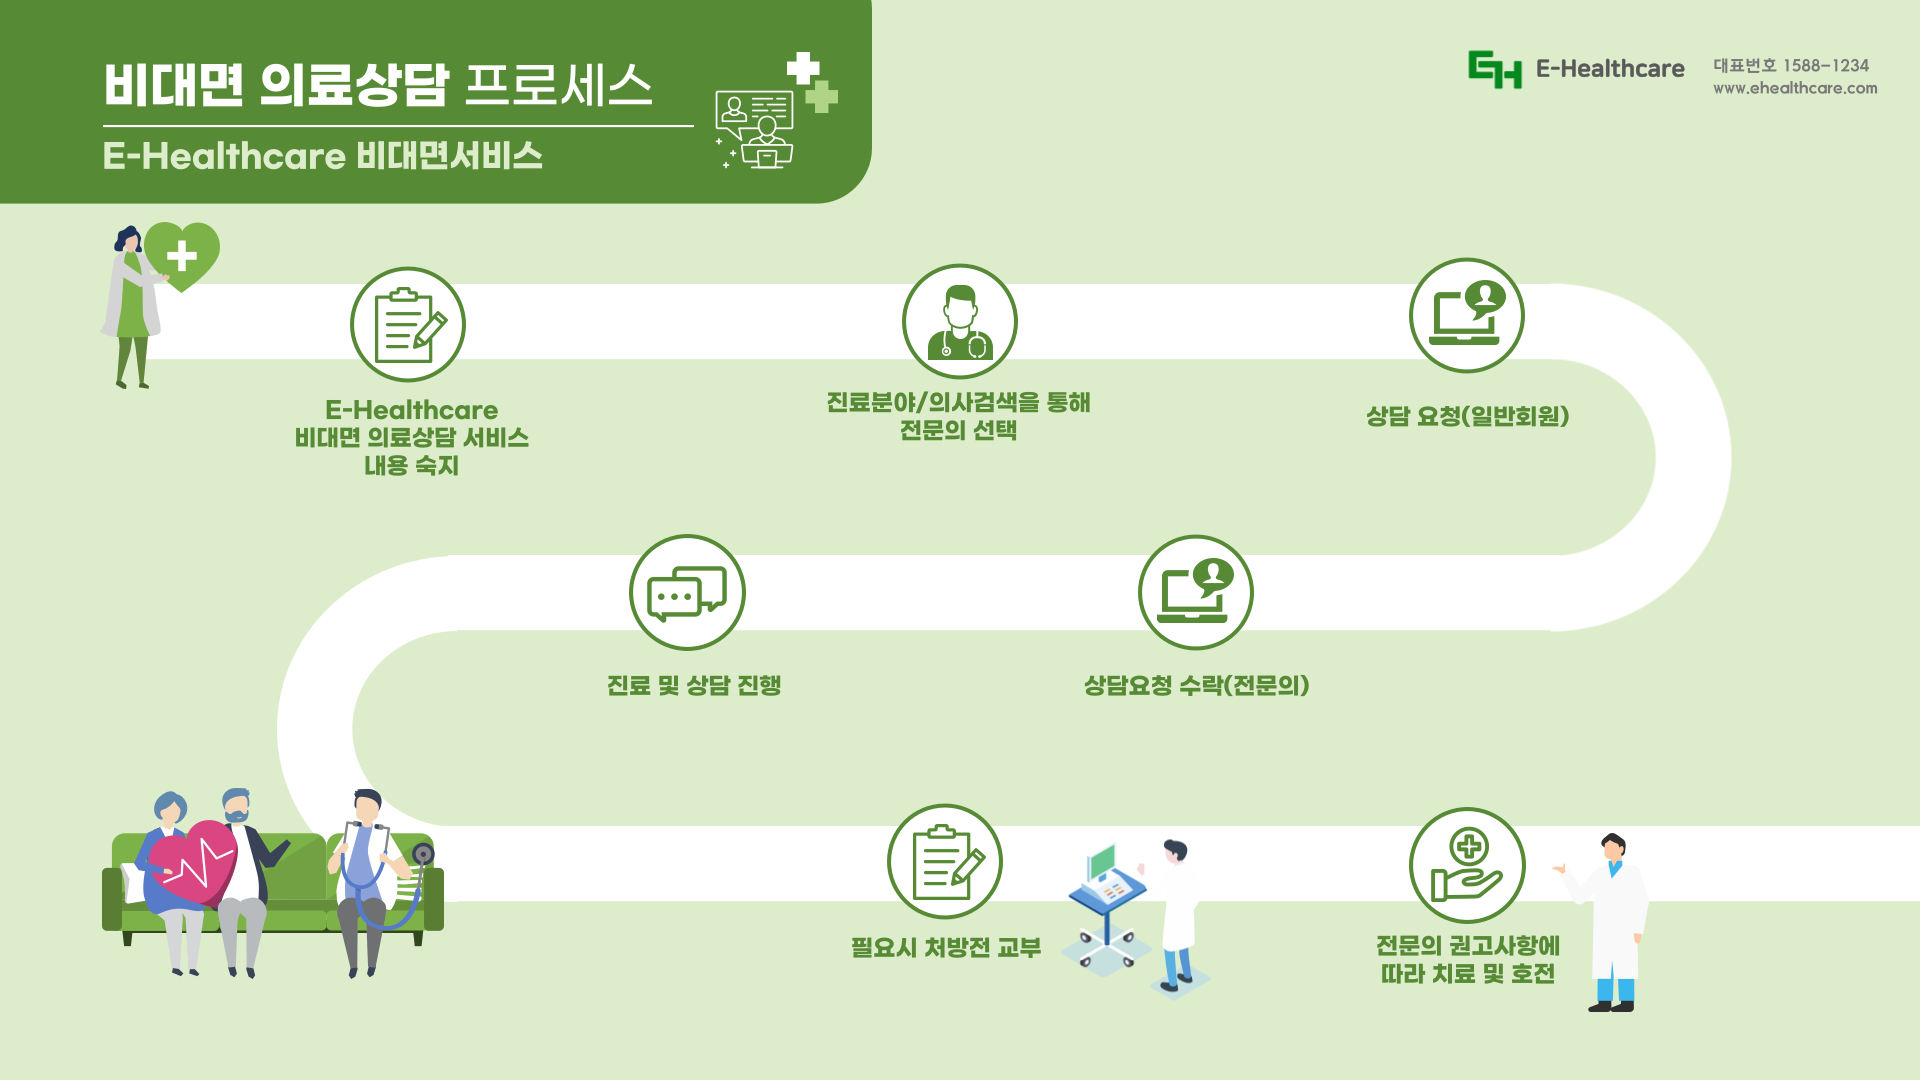 비대면 의료상담 프로세스
E-Healthcare 비대면서비스
E-Healthcare
대표번호 1588-1234
www.ehealthcare.com
E-Healthcare
비대면 의료상담 서비스
내용 숙지
진료분야/의사검색을 통해
전문의 선택
상담 요청(일반회원)
진료 및 상담 진행
상담요청 수락(전문의)
필요시 처방전 교부
전문의 권고사항에
따라 치료 및 호전